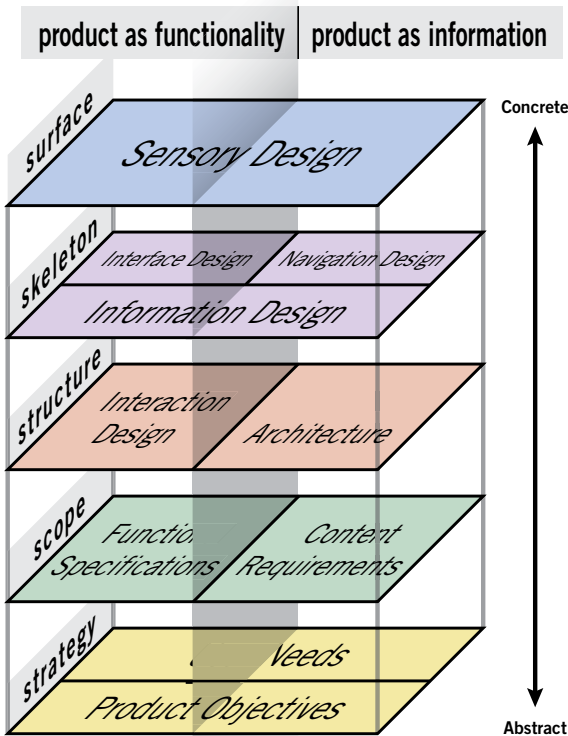 product as functionality
product as information
Concrete
surface
Sensory Design
skeleton
Interface Design
Navigation Design
Information Design
structure
Interaction
Design
Architecture
scope
Content
Specifications
Requirements
strategy
Product Objectives
Abstract